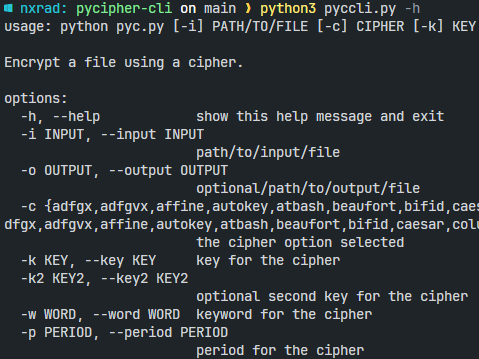 nxrad: pycipher-cli on main ❯ python3 pyccli.py -h
usage: python pyc.py [-i] PATH/TO/FILE [-c] CIPHER [-k] KEY
Encrypt a file using a cipher.
options:
-h, --help show this help message and exit
-i INPUT, --input INPUT
path/to/input/file
-o OUTPUT, --output OUTPUT
optional/path/to/output/file
-c {adfgx,adfgvx,affine,autokey,atbash,beaufort,bifid,caes
dfgx,adfgvx,affine,autokey,atbash,beaufort,bifid,caesar,colu
the cipher option selected
-k KEY, --key KEY key for the cipher
-k2 KEY2, --key2 KEY2
optional second key for the cipher
-w WORD, --word WORD keyword for the cipher
-p PERIOD, --period PERIOD
period for the cipher